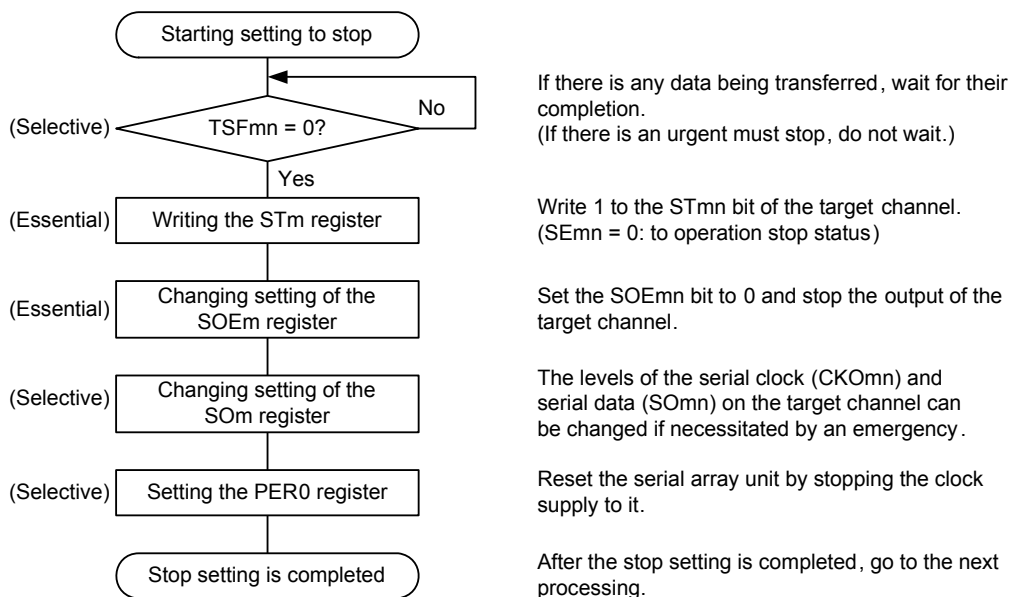 Starting setting to stop
No
If there is any data being transferred, wait for their
completion.
(If there is an urgent must stop, do not wait.)
(Selective)
TSFmn = 0?
Yes
(Essential)
Writing the STm register
Write 1 to the STmn bit of the target channel.
(SEmn = 0: to operation stop status)
(Essential)
Changing setting of the
SOEm register
Set the SOEmn bit to 0 and stop the output of the
target channel.
(Selective)
Changing setting of the
SOm register
The levels of the serial clock (CKOmn) and
serial data (SOmn) on the target channel can
be changed if necessitated by an emergency.
(Selective)
Setting the PER0 register
Reset the serial array unit by stopping the clock
supply to it.
Stop setting is completed
After the stop setting is completed, go to the next
processing.